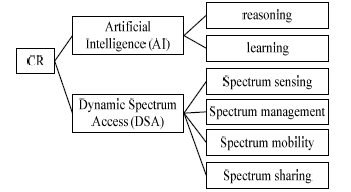 CR
Artificial
Intelligence (AI)
reasoning
learning
Dynamic Spectrum
Access (DSA)
Spectrum sensing
Spectrum management
Spectrum mobility
Spectrum sharing